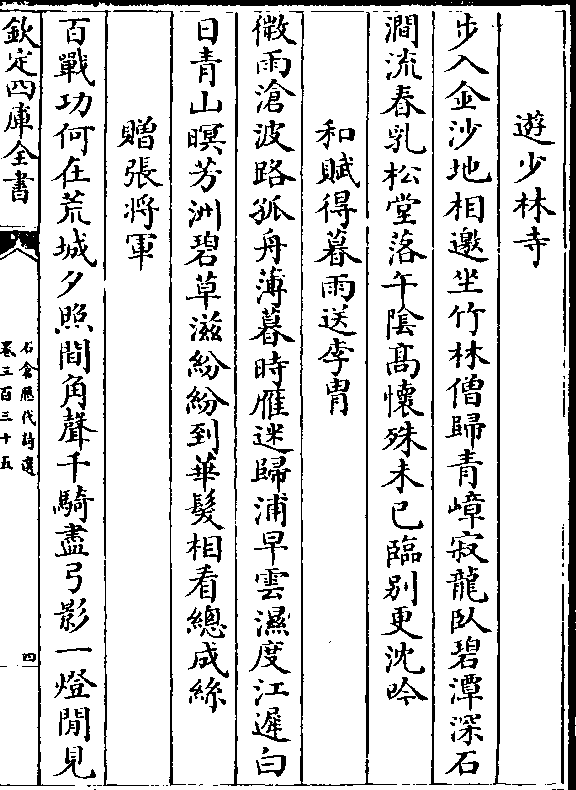 遊少林寺
步入金沙地相邀坐竹林僧歸青嶂寂龍臥碧潭深石
澗流春乳松堂落午陰髙懷殊未已臨别更沈吟
和賦得暮雨送李胄
微雨滄波路孤舟薄暮時雁迷歸浦早雲濕度江遲白
日青山暝芳洲碧草滋紛紛到華髮相看總成絲
贈張将軍
百戰功何在荒城夕照間角聲千騎盡弓影一燈閒見
欽定四庫全書
石倉歴代詩選
卷三百三十五
四